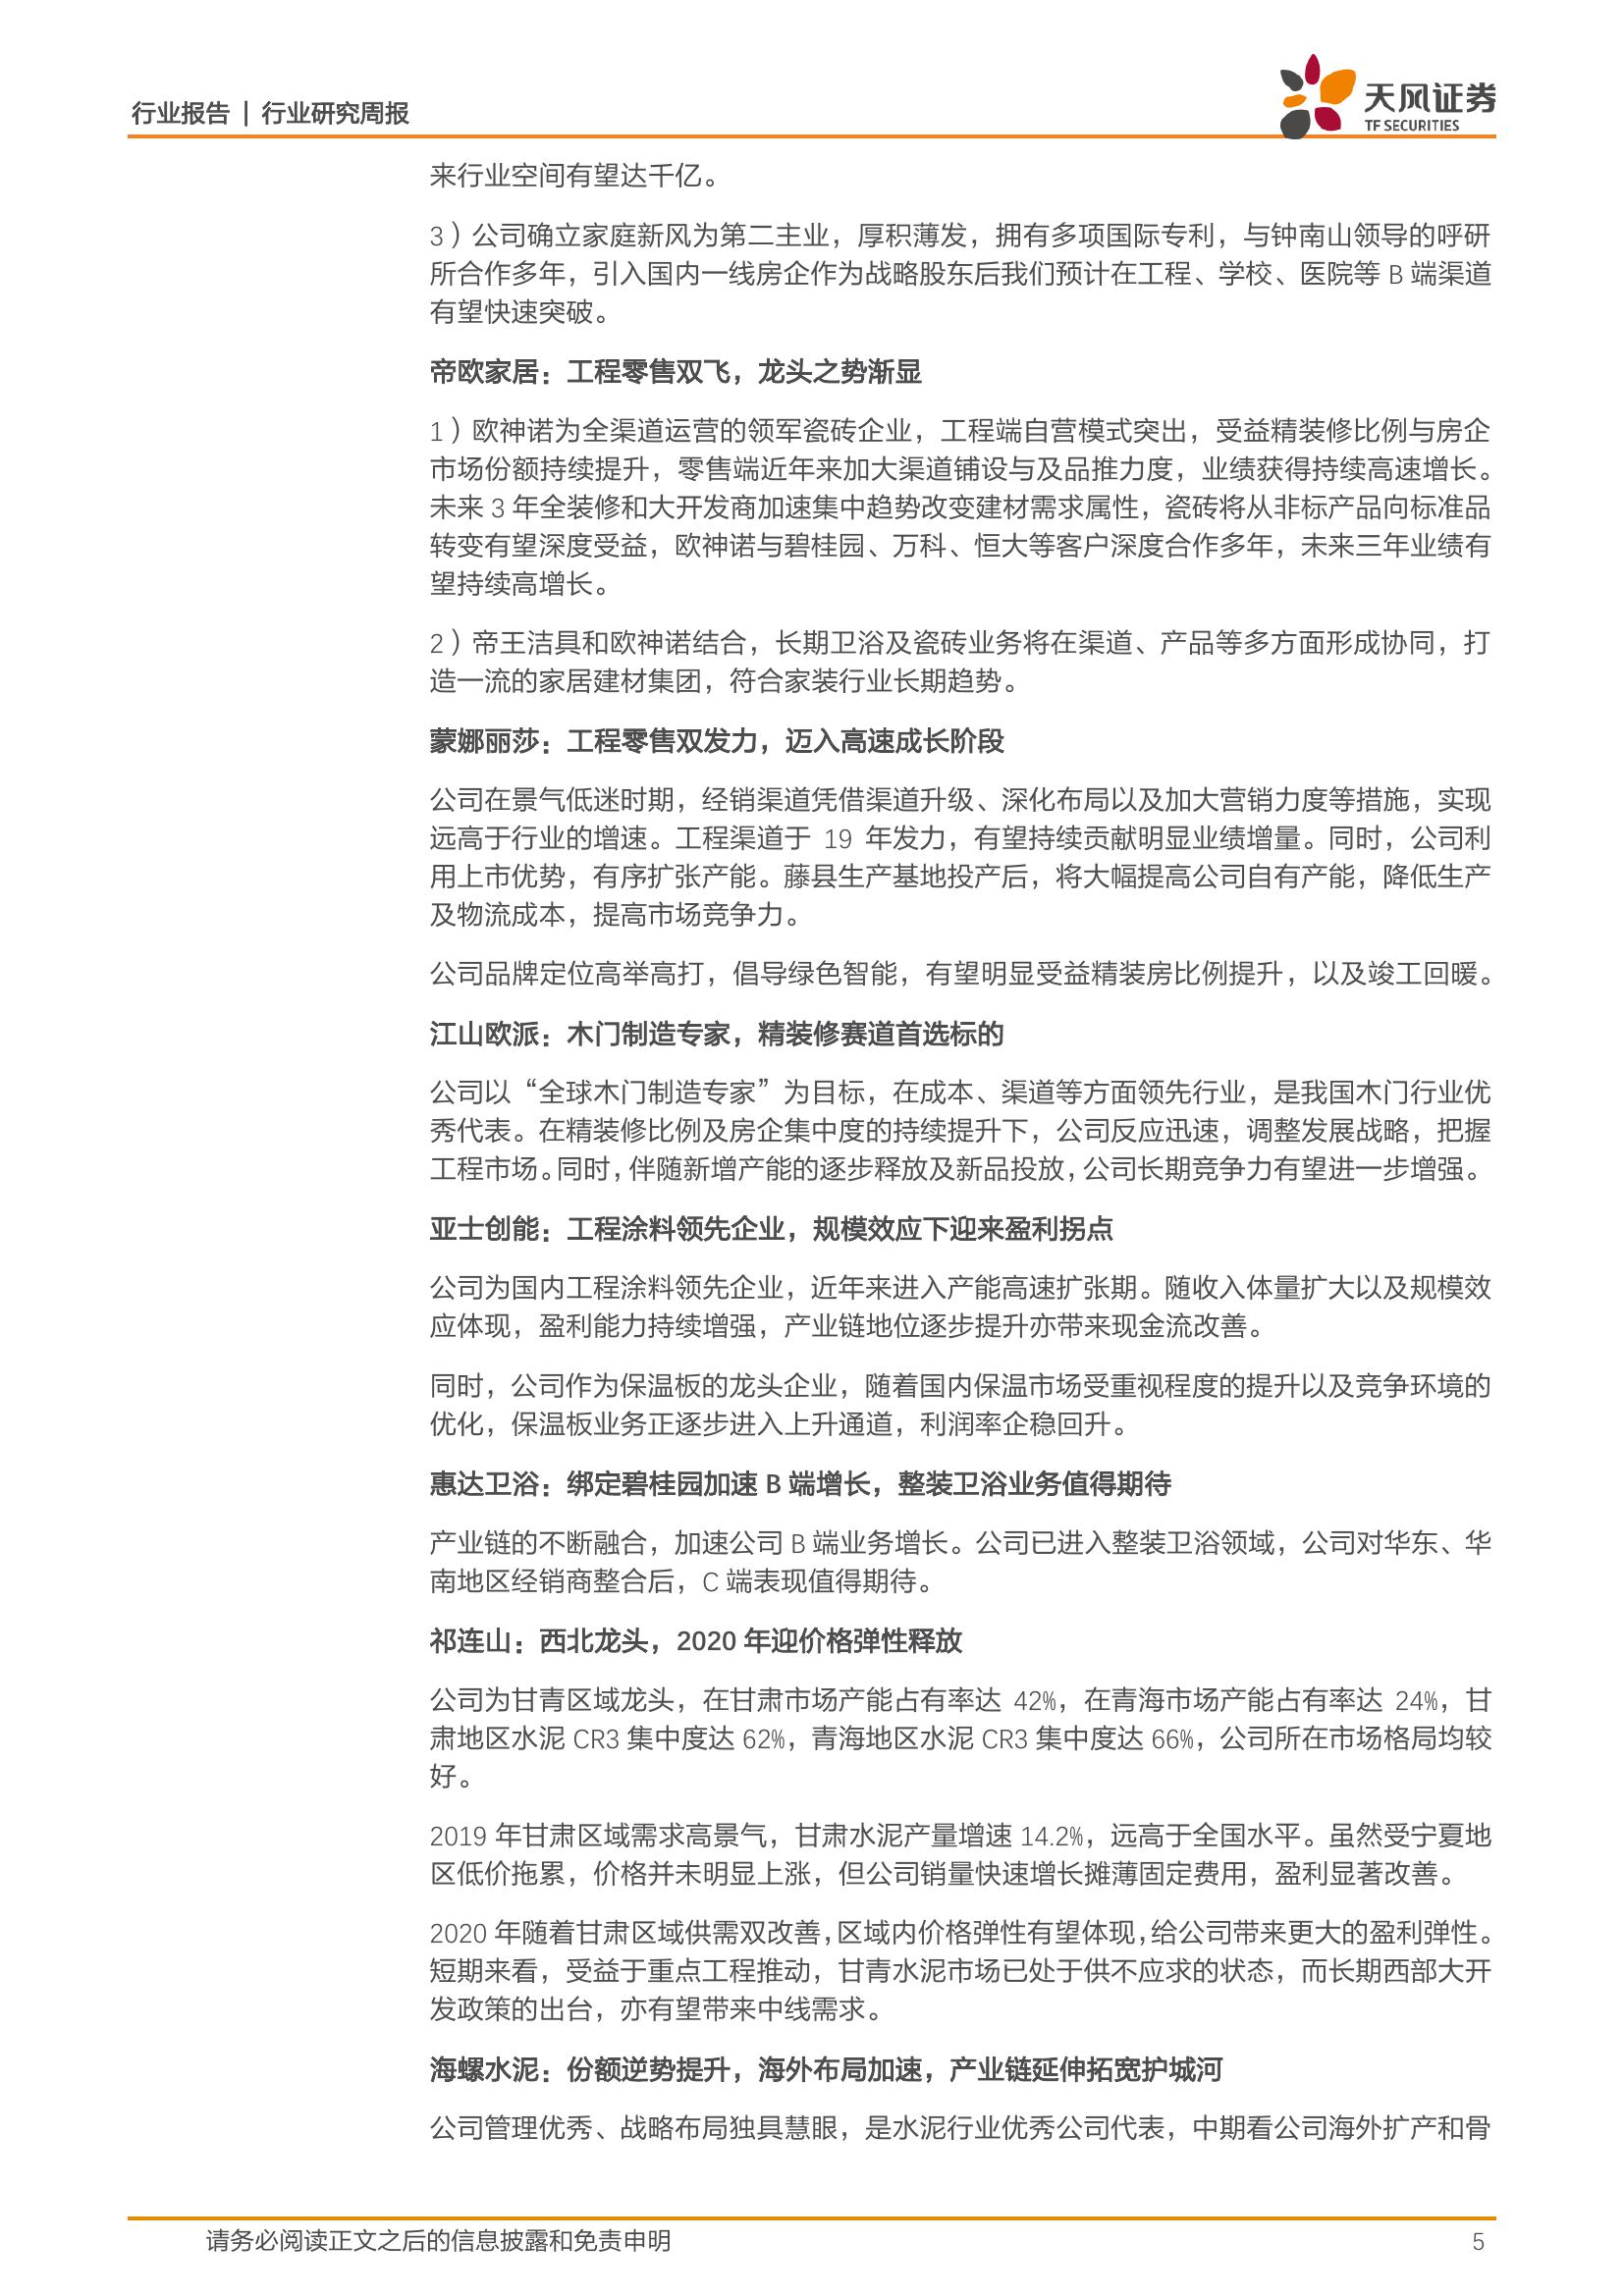 行业报告 | 行业研究周报
天风证券
TF SECURITIES
来行业空间有望达千亿。
3）公司确立家庭新风为第二主业，厚积薄发，拥有多项国际专利，与钟南山领导的呼研
所合作多年，引入国内一线房企作为战略股东后我们预计在工程、学校、医院等 B 端渠道
有望快速突破。
帝欧家居：工程零售双飞，龙头之势渐显
1）欧神诺为全渠道运营的领军瓷砖企业，工程端自营模式突出，受益精装修比例与房企
市场份额持续提升，零售端近年来加大渠道铺设与及品推力度，业绩获得持续高速增长。
未来 3 年全装修和大开发商加速集中趋势改变建材需求属性，瓷砖将从非标产品向标准品
转变有望深度受益，欧神诺与碧桂园、万科、恒大等客户深度合作多年，未来三年业绩有
望持续高增长。
2）帝王洁具和欧神诺结合，长期卫浴及瓷砖业务将在渠道、产品等多方面形成协同，打
造一流的家居建材集团，符合家装行业长期趋势。
蒙娜丽莎：工程零售双发力，迈入高速成长阶段
公司在景气低迷时期，经销渠道凭借渠道升级、深化布局以及加大营销力度等措施，实现
远高于行业的增速。工程渠道于 19 年发力，有望持续贡献明显业绩增量。同时，公司利
用上市优势，有序扩张产能。藤县生产基地投产后，将大幅提高公司自有产能，降低生产
及物流成本，提高市场竞争力。
公司品牌定位高举高打，倡导绿色智能，有望明显受益精装房比例提升，以及竣工回暖。
江山欧派：木门制造专家，精装修赛道首选标的
公司以“全球木门制造专家”为目标，在成本、渠道等方面领先行业，是我国木门行业优
秀代表。在精装修比例及房企集中度的持续提升下，公司反应迅速，调整发展战略，把握
工程市场。同时，伴随新增产能的逐步释放及新品投放，公司长期竞争力有望进一步增强。
亚士创能：工程涂料领先企业，规模效应下迎来盈利拐点
公司为国内工程涂料领先企业，近年来进入产能高速扩张期。随收入体量扩大以及规模效
应体现，盈利能力持续增强，产业链地位逐步提升亦带来现金流改善。
同时，公司作为保温板的龙头企业，随着国内保温市场受重视程度的提升以及竞争环境的
优化，保温板业务正逐步进入上升通道，利润率企稳回升。
惠达卫浴：绑定碧桂园加速 B 端增长，整装卫浴业务值得期待
产业链的不断融合，加速公司 B 端业务增长。公司已进入整装卫浴领域，公司对华东、华
南地区经销商整合后，C 端表现值得期待。
祁连山：西北龙头，2020 年迎价格弹性释放
公司为甘青区域龙头，在甘肃市场产能占有率达 42%，在青海市场产能占有率达 24%，甘
肃地区水泥 CR3 集中度达 62%，青海地区水泥 CR3 集中度达 66%，公司所在市场格局均较
好。
2019 年甘肃区域需求高景气，甘肃水泥产量增速 14.2%，远高于全国水平。虽然受宁夏地
区低价拖累，价格并未明显上涨，但公司销量快速增长摊薄固定费用，盈利显著改善。
2020 年随着甘肃区域供需双改善，区域内价格弹性有望体现，给公司带来更大的盈利弹性。
短期来看，受益于重点工程推动，甘青水泥市场已处于供不应求的状态，而长期西部大开
发政策的出台，亦有望带来中线需求。
海螺水泥：份额逆势提升，海外布局加速，产业链延伸拓宽护城河
公司管理优秀、战略布局独具慧眼，是水泥行业优秀公司代表，中期看公司海外扩产和骨
请务必阅读正文之后的信息披露和免责申明
5